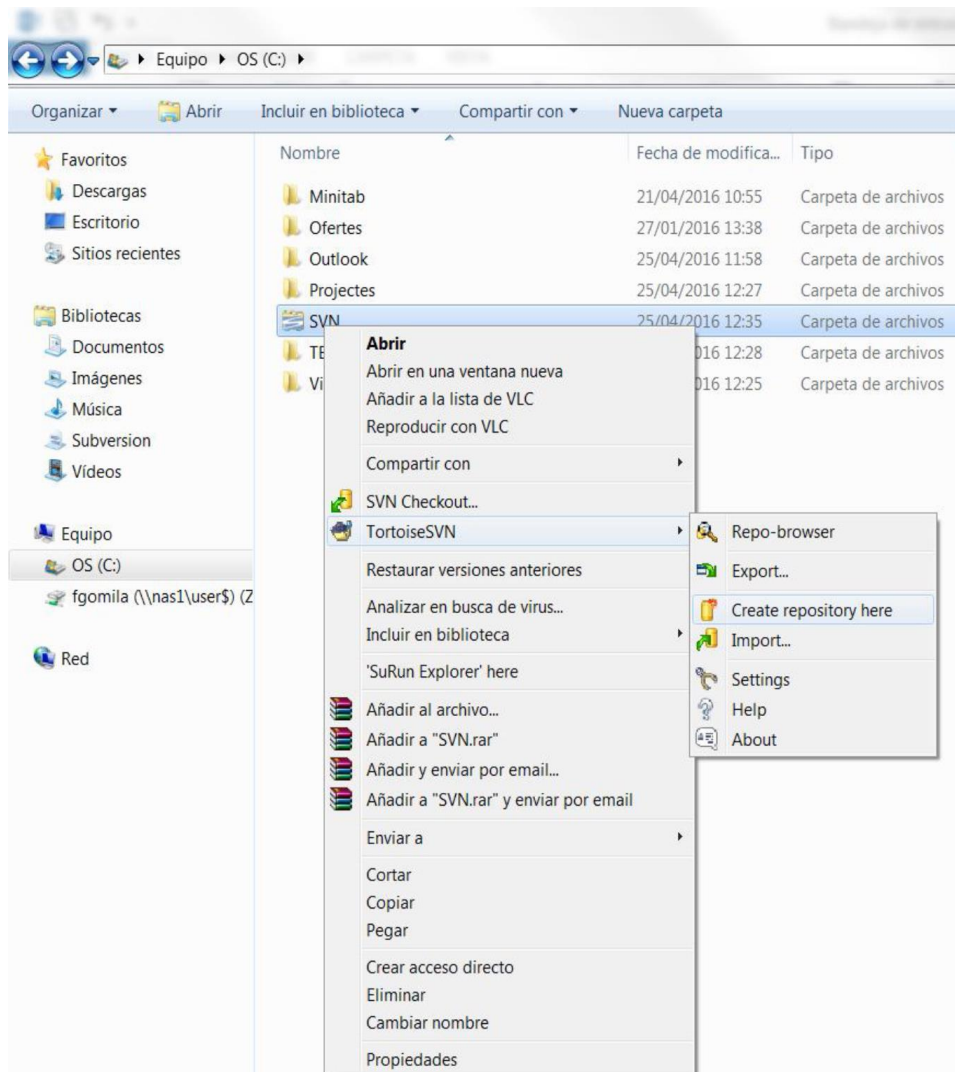 Equipo OS (C:)
Organizar Abrir Incluir en biblioteca Compartir con Nueva carpeta
Favoritos
Descargas
Escritorio
Sitios recientes
Bibliotecas
Documentos
Imágenes
Música
Subversion
Vídeos
Equipo
OS (C:)
fgomila (\\nas1\user$) (Z
Red
Nombre Fecha de modifica... Tipo
Minitab 21/04/2016 10:55 Carpeta de archivos
Ofertes 27/01/2016 13:38 Carpeta de archivos
Outlook 25/04/2016 11:58 Carpeta de archivos
Projectes 25/04/2016 12:27 Carpeta de archivos
SVN 25/04/2016 12:35 Carpeta de archivos
TE 016 12:28 Carpeta de archivos
Vi 016 12:25 Carpeta de archivos
Abrir
Abrir en una ventana nueva
Añadir a la lista de VLC
Reproducir con VLC
Compartir con
SVN Checkout...
TortoiseSVN
Restaurar versiones anteriores
Analizar en busca de virus...
Incluir en biblioteca
'SuRun Explorer' here
Añadir al archivo...
Añadir a "SVN.rar"
Añadir y enviar por email...
Añadir a "SVN.rar" y enviar por email
Enviar a
Cortar
Copiar
Pegar
Crear acceso directo
Eliminar
Cambiar nombre
Propiedades
Repo-browser
Export...
Create repository here
Import...
Settings
Help
About